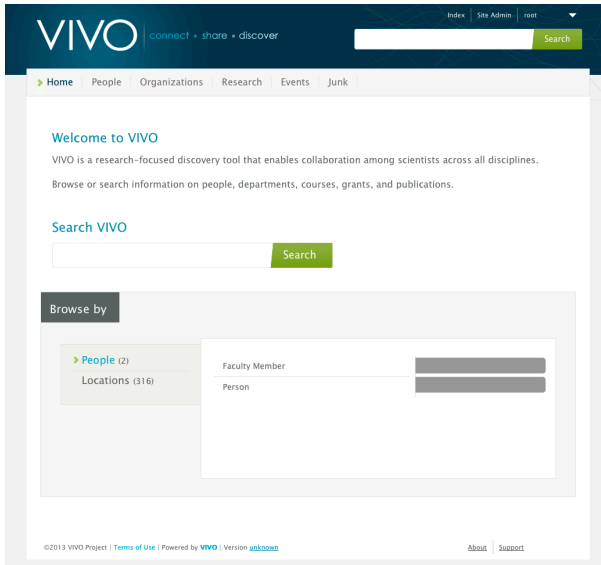 Index | Site Admin | root
VIVO | connect • share • discover
Search
Home People Organizations Research Events Junk
Welcome to VIVO
VIVO is a research-focused discovery tool that enables collaboration among scientists across all disciplines.
Browse or search information on people, departments, courses, grants, and publications.
Search VIVO
Search
Browse by
People (2)
Locations (316)
Faculty Member
Person
©2013 VIVO Project | Terms of Use | Powered by VIVO | Version unknown
About | Support